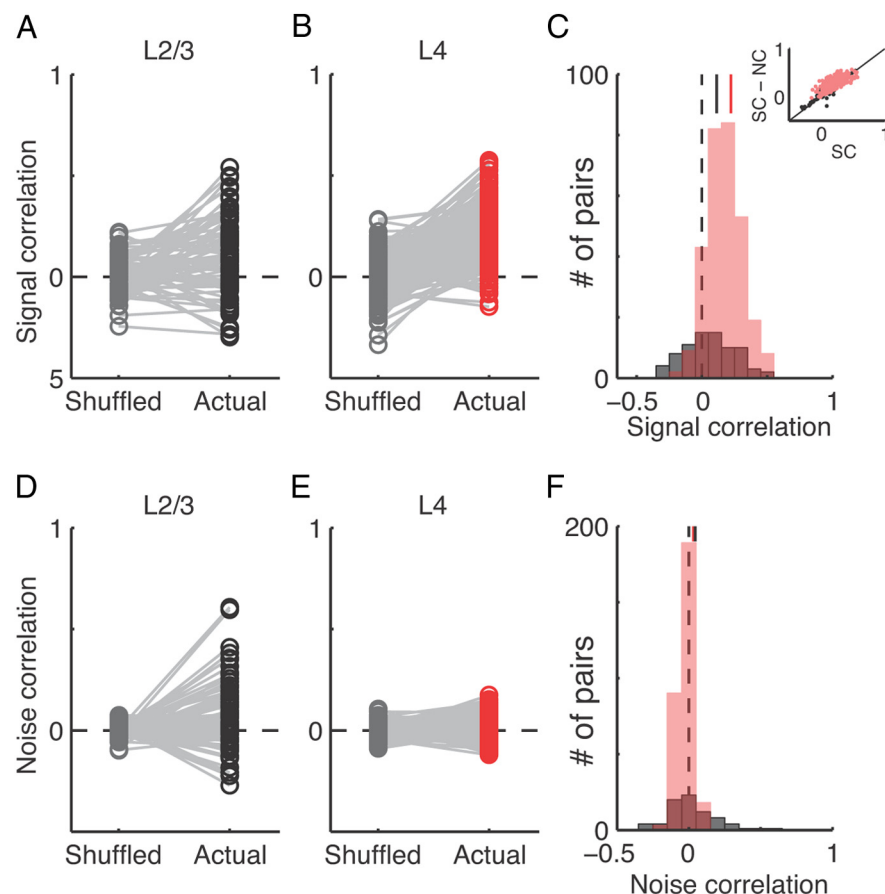 A
L2/3
1
0
5
Signal correlation
Shuffled Actual
B
L4
1
0
Shuffled Actual
C
100
0
# of pairs
−0.5 0 1
Signal correlation
1
0
SC − NC
0 1
SC
D
L2/3
1
0
Noise correlation
Shuffled Actual
E
L4
1
0
Shuffled Actual
F
200
0
# of pairs
−0.5 0 1
Noise correlation